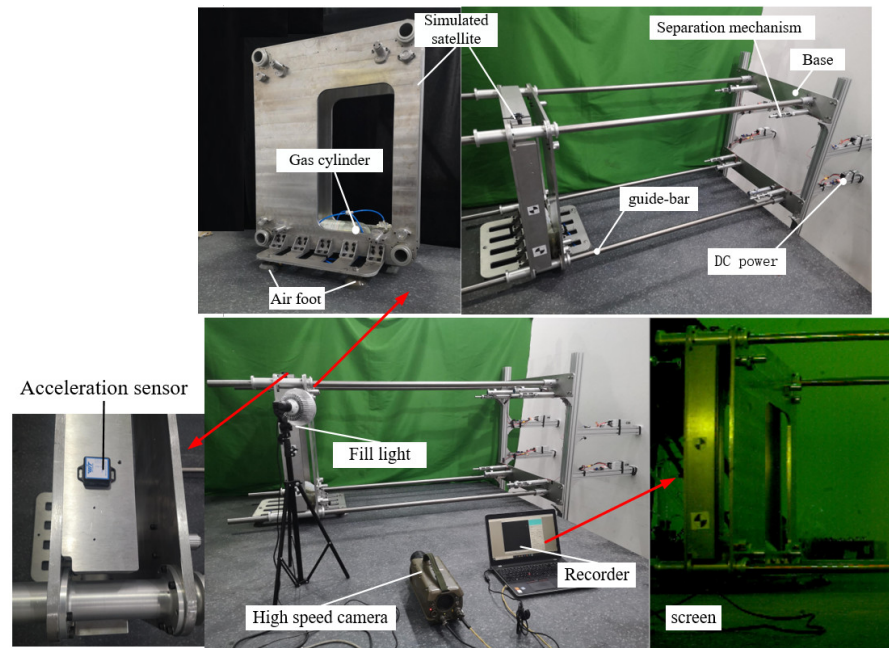 Simulated
satellite
Separation mechanism
Base
Gas cylinder
guide-bar
DC power
Air foot
Acceleration sensor
Fill light
Recorder
High speed camera
screen